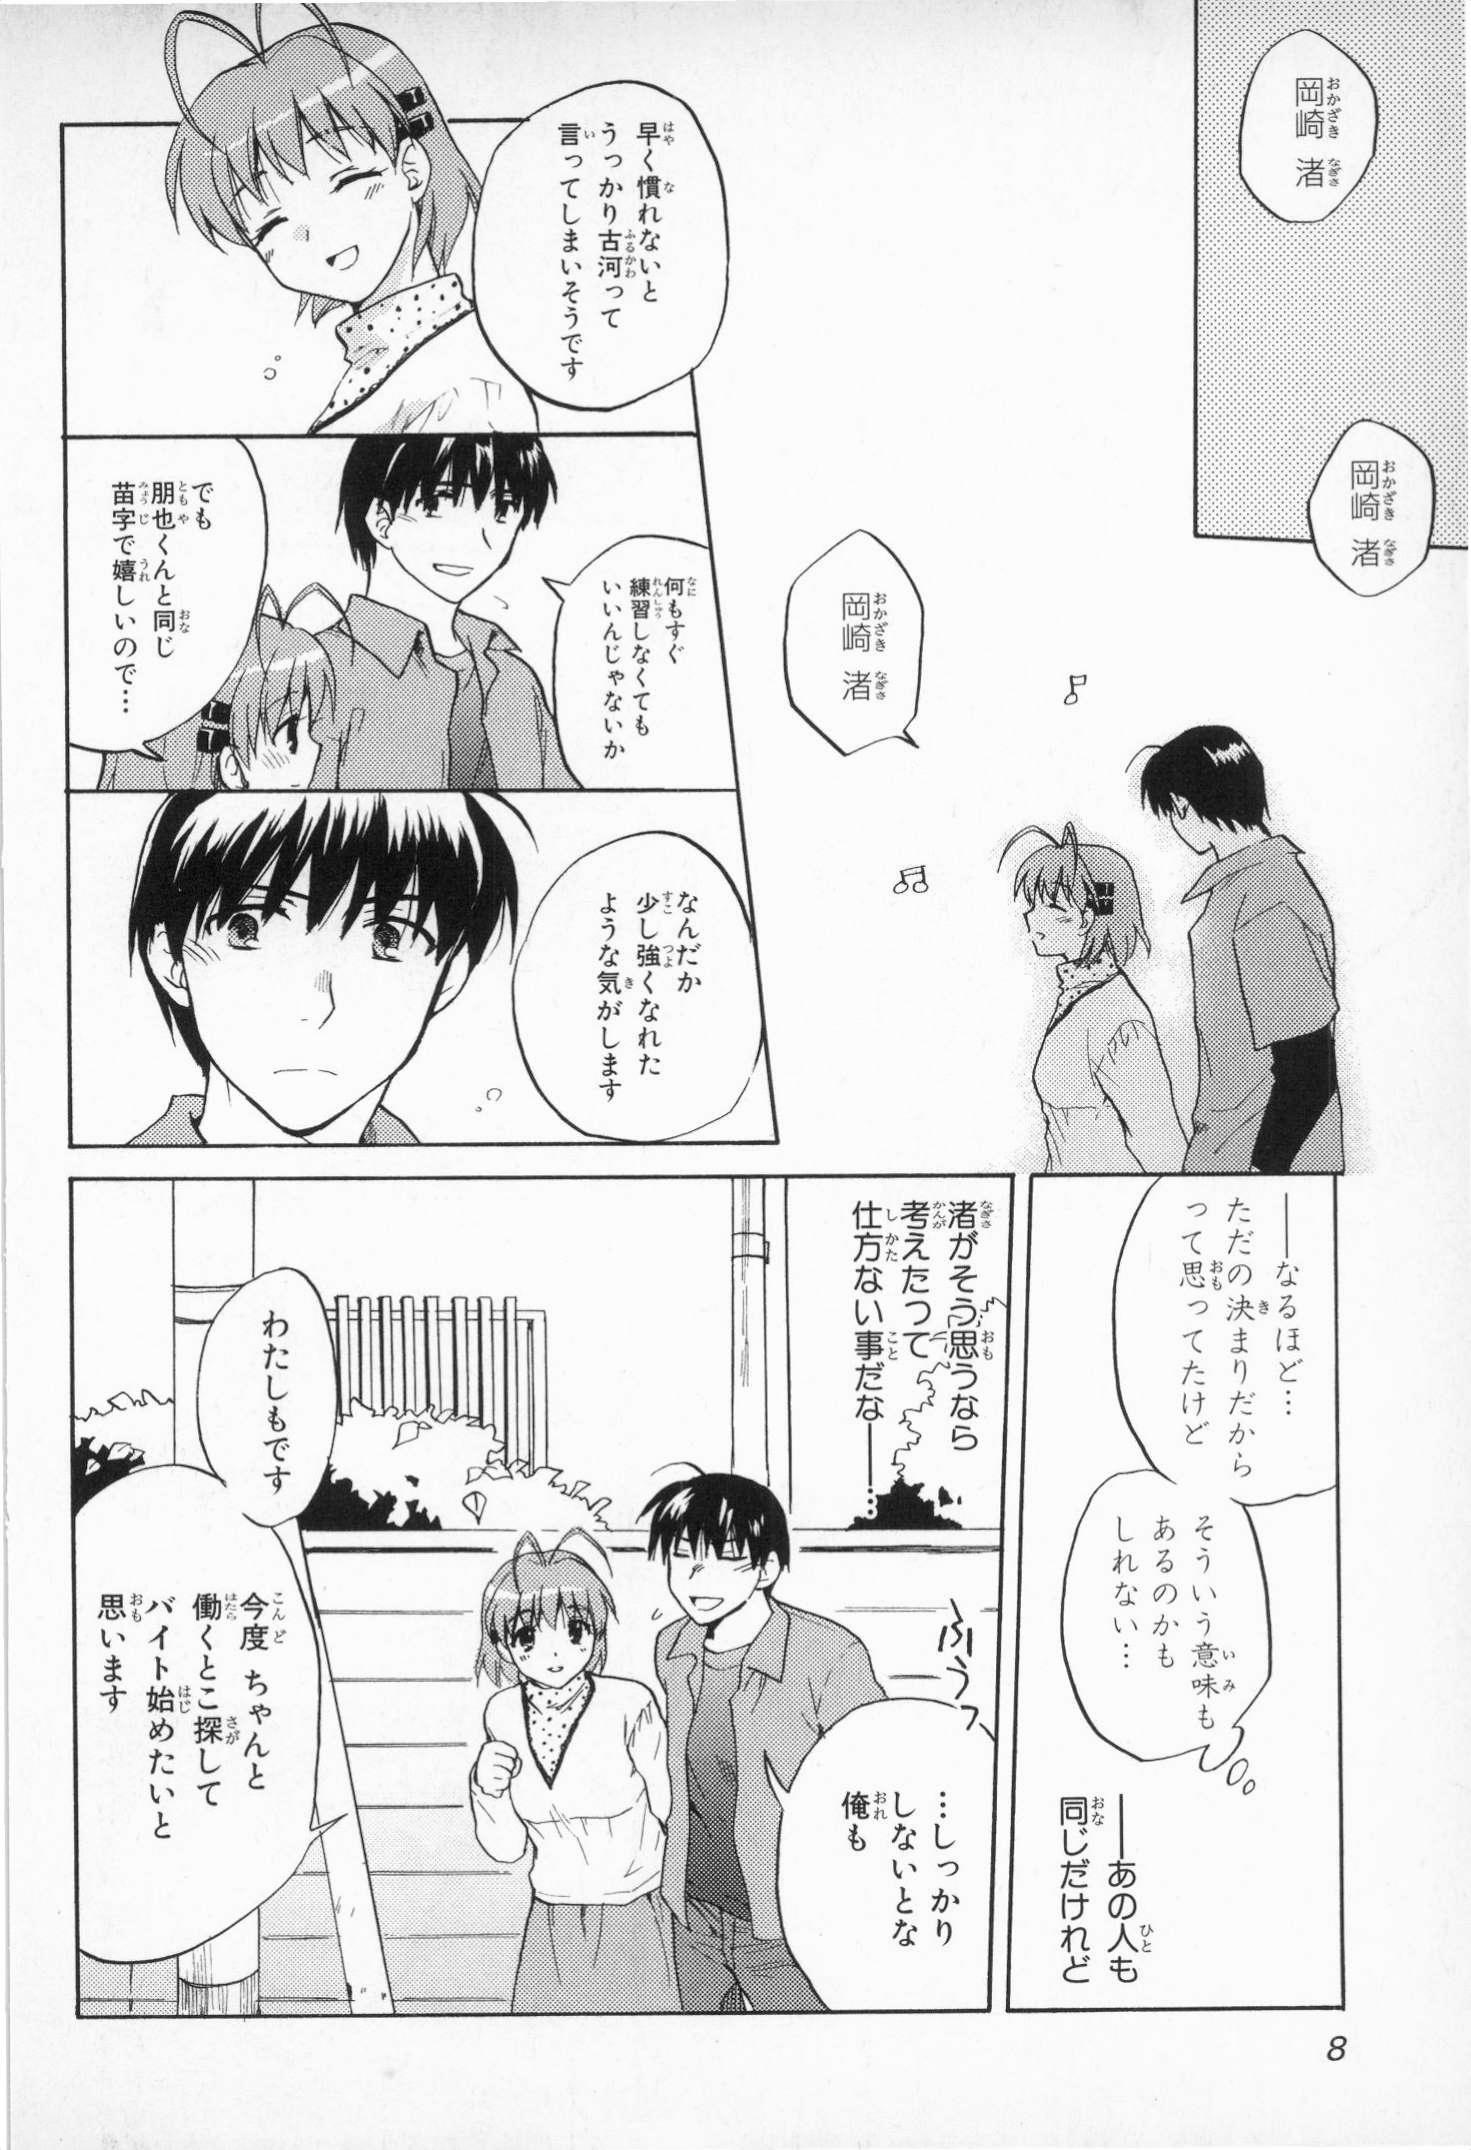 岡崎 渚
岡崎 渚
岡崎 渚
早く慣れないと
うっかり古河って
言ってしまいそうです
何もすぐ
練習しなくても
いいんじゃないか
でも
朋也くんと同じ
苗字で嬉しいので…
なんだか
少し強くなれた
ような気がします
――なるほど…
ただの決まりだから
って思ってたけど
そういう意味も
あるのかも
しれない…
――あの人も
同じだけれど
渚がそう思うなら
考えたって
仕方ない事だな――…
ふうっ
…しっかり
しないとな
俺も
わたしもです
今度 ちゃんと
働くとこ探して
バイト始めたいと
思います
8